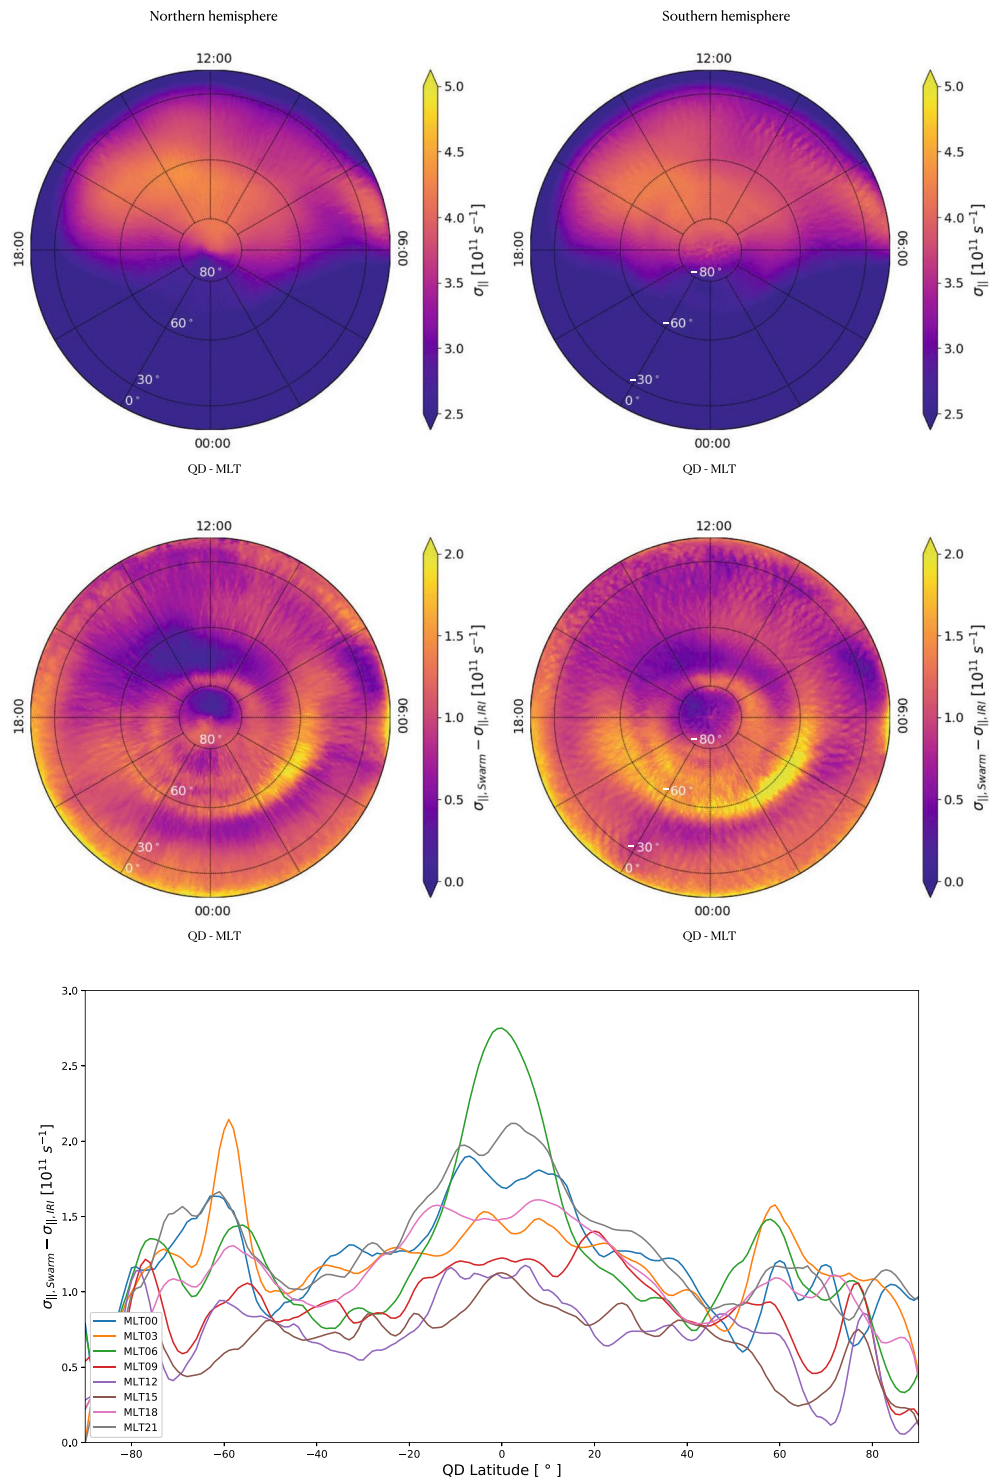 Northern hemisphere
Southern hemisphere
12:00
12:00
18:00
06:00
80°
60°
30°
0°
00:00
QD - MLT
5.0
4.5
4.0
3.5
3.0
2.5
σ|| [10¹¹ s⁻¹]
18:00
06:00
−80°
−60°
−30°
0°
00:00
QD - MLT
5.0
4.5
4.0
3.5
3.0
2.5
σ|| [10¹¹ s⁻¹]
12:00
12:00
18:00
06:00
80°
60°
30°
0°
00:00
QD - MLT
2.0
1.5
1.0
0.5
0.0
σ||, Swarm − σ||, IRI [10¹¹ s⁻¹]
18:00
06:00
−80°
−60°
−30°
0°
00:00
QD - MLT
2.0
1.5
1.0
0.5
0.0
σ||, Swarm − σ||, IRI [10¹¹ s⁻¹]
3.0
2.5
2.0
1.5
1.0
0.5
0.0
σ||, Swarm − σ||, IRI [10¹¹ s⁻¹]
MLT00
MLT03
MLT06
MLT09
MLT12
MLT15
MLT18
MLT21
−80 −60 −40 −20 0 20 40 60 80
QD Latitude [ ° ]